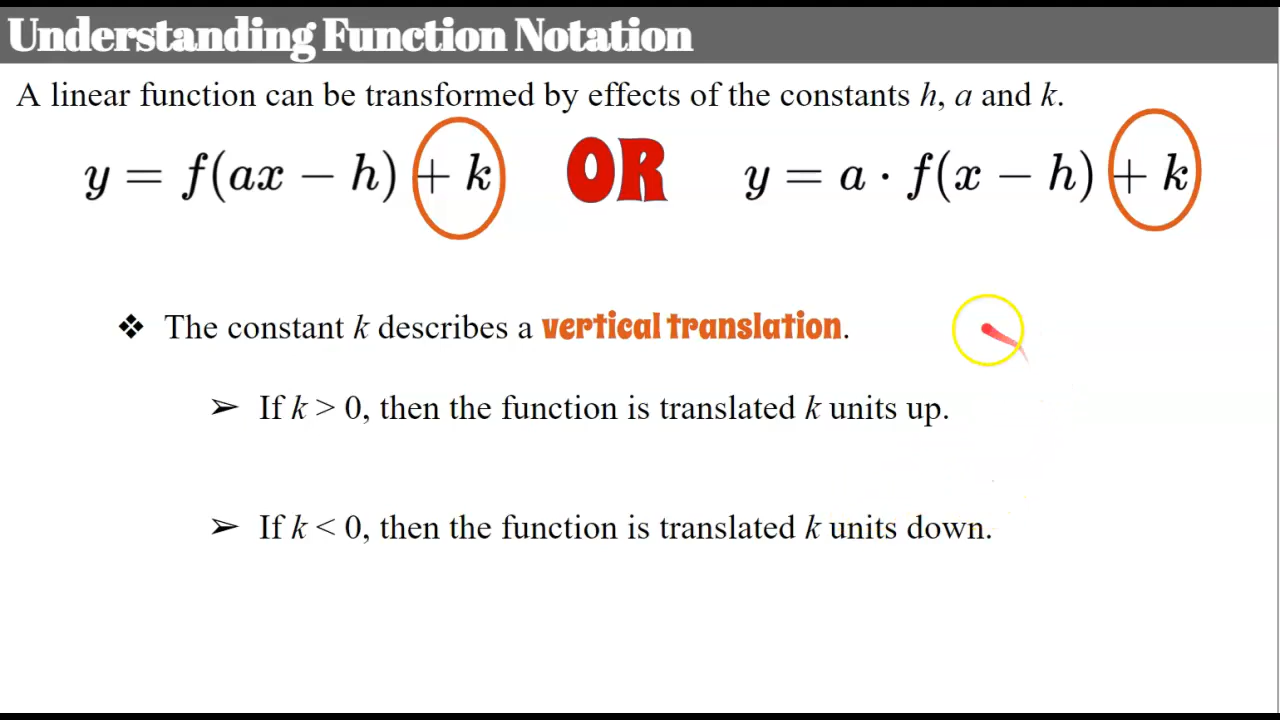 Understanding Function Notation
A linear function can be transformed by effects of the constants h, a and k.
y = f(ax − h) + k OR y = a · f(x − h) + k
❖ The constant k describes a vertical translation.
➢ If k > 0, then the function is translated k units up.
➢ If k < 0, then the function is translated k units down.